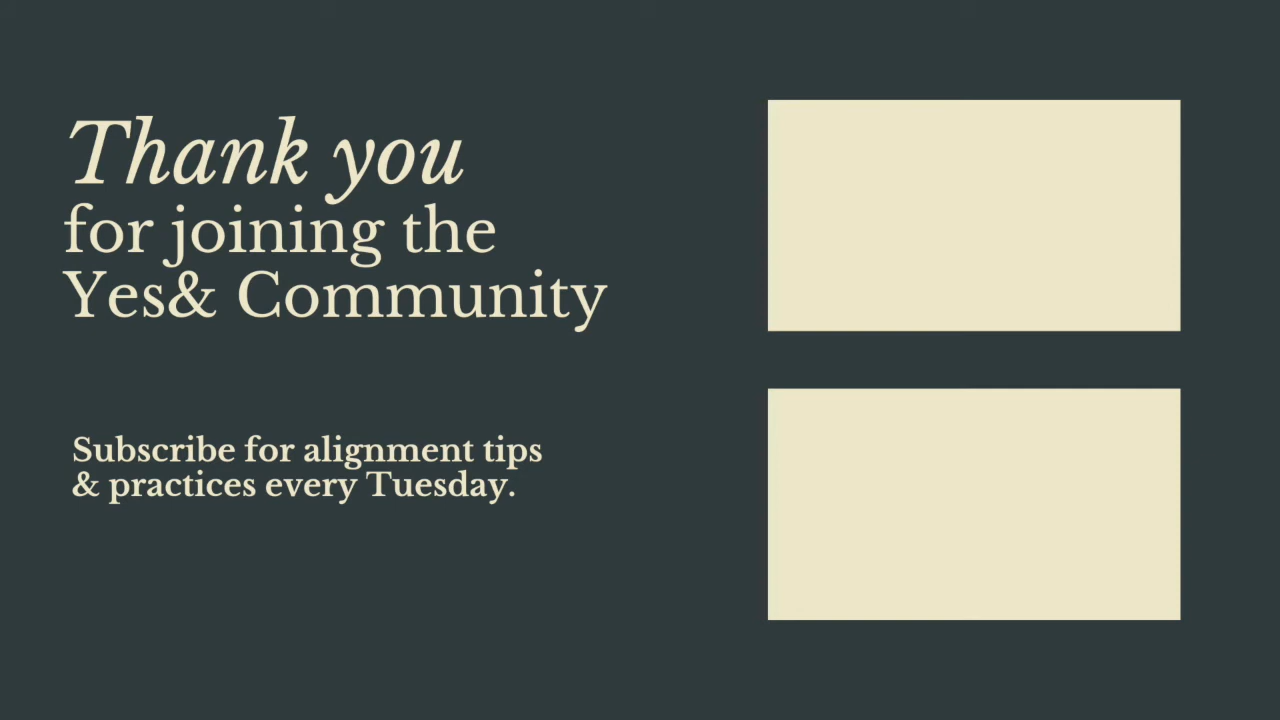 Thank you
for joining the
Yes& Community
Subscribe for alignment tips
& practices every Tuesday.